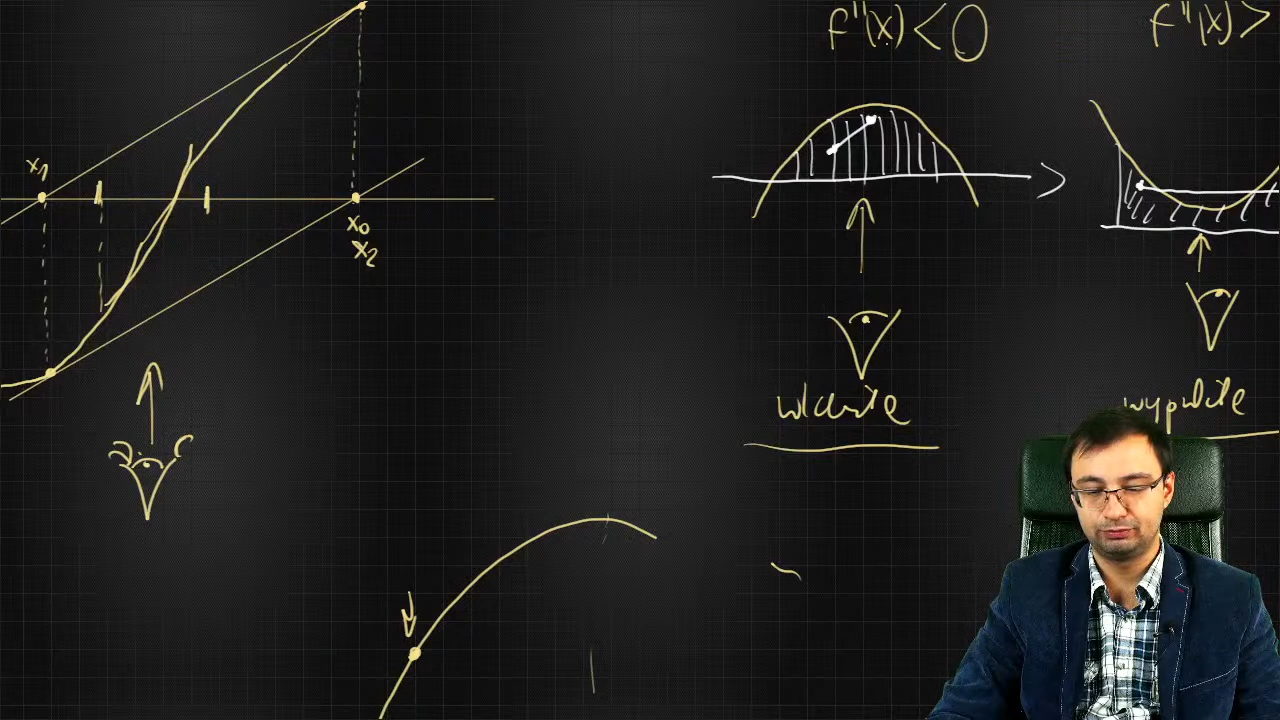 f''(x) < 0
f''(x) >
x1
x0
x2
>
wklęsłe
wypukłe